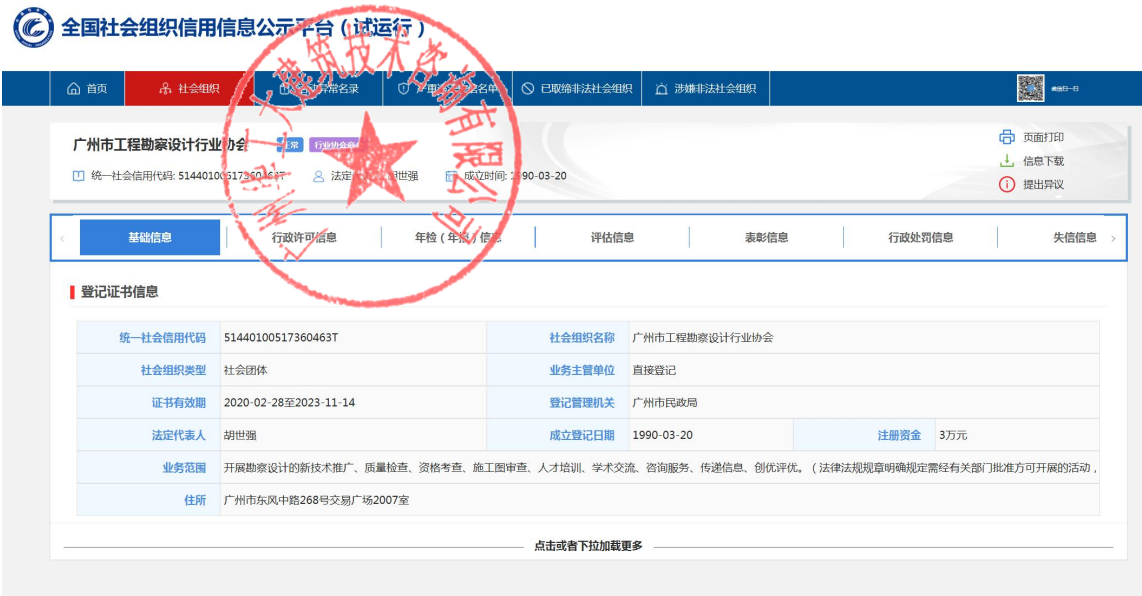 全国社会组织信用信息公示平台（试运行）
首页 社会组织 异常名录 名单 已取缔非法社会组织 涉嫌非法社会组织
广州市工程勘察设计行业协会
统一社会信用代码: 法定代 胡世强 成立时间: 1990-03-20
页面打印
信息下载
提出异议
基础信息 行政许可信息 年检（年报）信息 评估信息 表彰信息 行政处罚信息 失信信息
登记证书信息
统一社会信用代码 51440100517360463T 社会组织名称 广州市工程勘察设计行业协会
社会组织类型 社会团体 业务主管单位 直接登记
证书有效期 2020-02-28至2023-11-14 登记管理机关 广州市民政局
法定代表人 胡世强 成立登记日期 1990-03-20 注册资金 3万元
业务范围 开展勘察设计的新技术推广、质量检查、资格考查、施工图审查、人才培训、学术交流、咨询服务、传递信息、创优评优。（法律法规规章明确规定需经有关部门批准方可开展的活动，
住所 广州市东风中路268号交易广场2007室
点击或者下拉加载更多